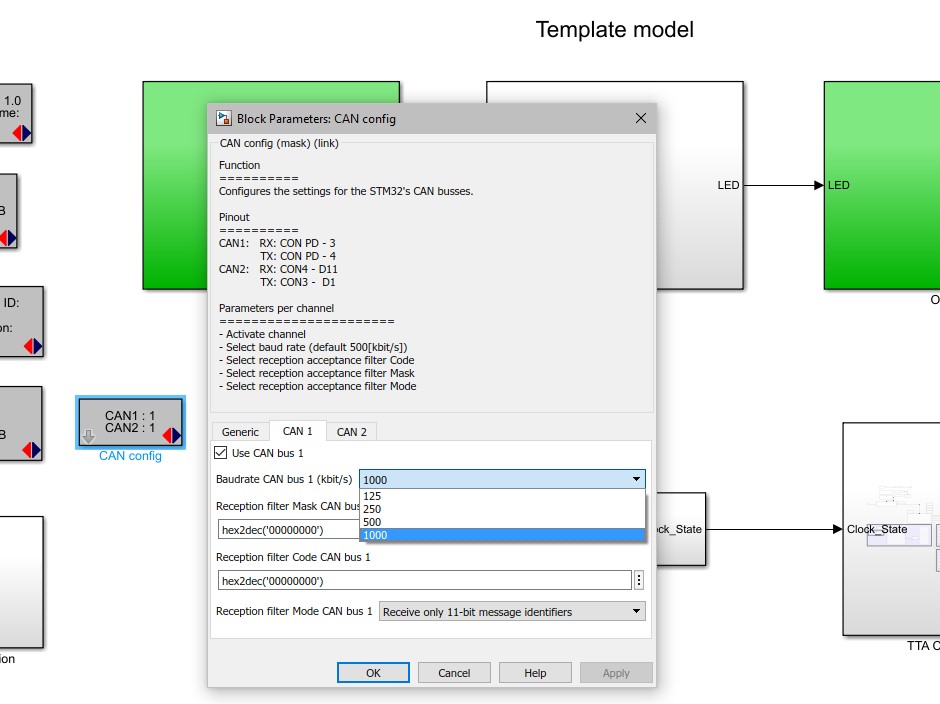 Template model
1.0
me:
B
ID:
on:
B
CAN1 : 1
CAN2 : 1
CAN config
ion
Block Parameters: CAN config
CAN config (mask) (link)
Function
==========
Configures the settings for the STM32's CAN busses.
Pinout
==========
CAN1: RX: CON PD - 3
TX: CON PD - 4
CAN2: RX: CON4 - D11
TX: CON3 - D1
Parameters per channel
======================
- Activate channel
- Select baud rate (default 500[kbit/s])
- Select reception acceptance filter Code
- Select reception acceptance filter Mask
- Select reception acceptance filter Mode
Generic CAN 1 CAN 2
Use CAN bus 1
Baudrate CAN bus 1 (kbit/s) 1000
125
250
500
1000
Reception filter Mask CAN bus
hex2dec('00000000')
Reception filter Code CAN bus 1
hex2dec('00000000')
Reception filter Mode CAN bus 1 Receive only 11-bit message identifiers
OK Cancel Help Apply
LED LED
O
ck_State Clock_State
TTA C